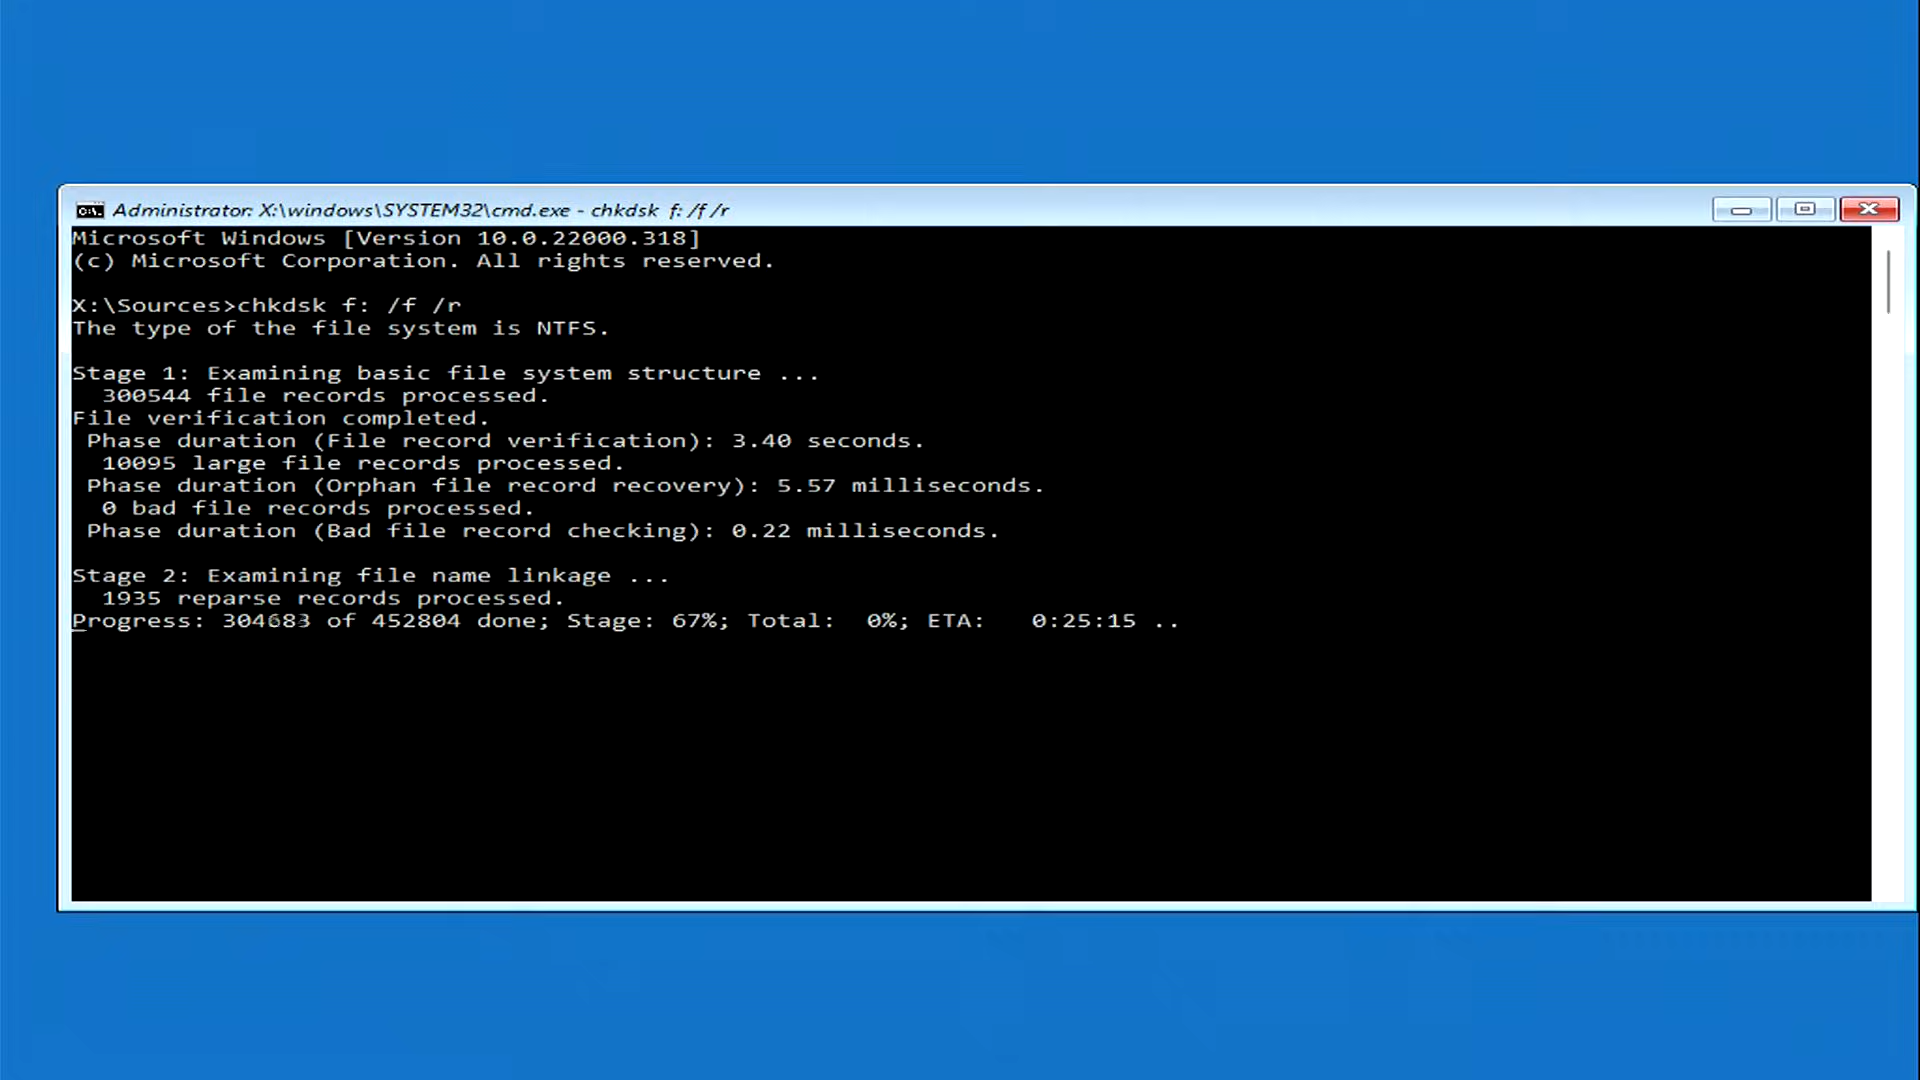 Administrator: X:\windows\SYSTEM32\cmd.exe - chkdsk f: /f /r
Microsoft Windows [Version 10.0.22000.318]
(c) Microsoft Corporation. All rights reserved.
X:\Sources>chkdsk f: /f /r
The type of the file system is NTFS.
Stage 1: Examining basic file system structure ...
300544 file records processed.
File verification completed.
Phase duration (File record verification): 3.40 seconds.
10095 large file records processed.
Phase duration (Orphan file record recovery): 5.57 milliseconds.
0 bad file records processed.
Phase duration (Bad file record checking): 0.22 milliseconds.
Stage 2: Examining file name linkage ...
1935 reparse records processed.
Progress: 304683 of 452804 done; Stage: 67%; Total:  0%; ETA:   0:25:15 ..